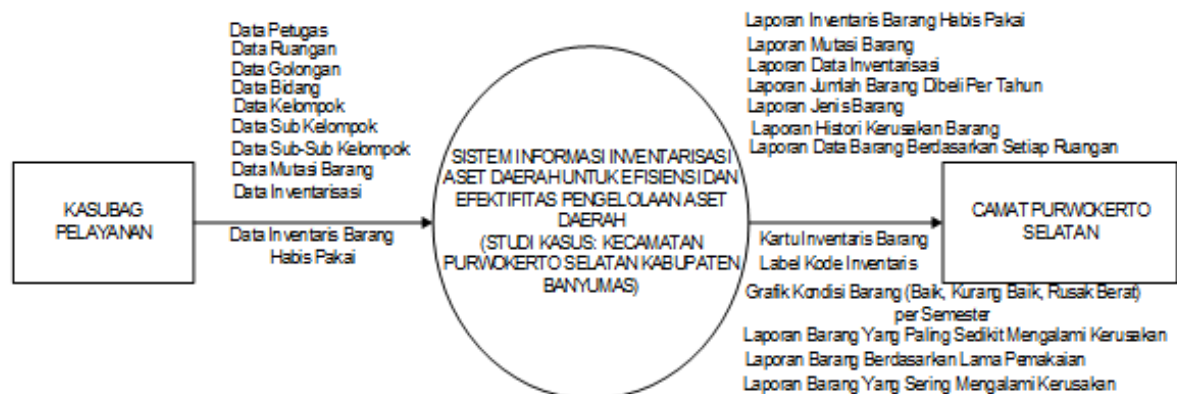 Data Petugas
Data Ruangan
Data Golongan
Data Bidang
Data Kelompok
Data Sub Kelompok
Data Sub-Sub Kelompok
Data Mutasi Barang
Data Inventarisasi
KASUBAG
PELAYANAN
Data Inventaris Barang
Habis Pakai
SISTEM INFORMASI INVENTARISASI
ASET DAERAH UNTUK EFISIENSI DAN
EFEKTIFITAS PENGELOLAAN ASET
DAERAH
(STUDI KASUS: KECAMATAN
PURWOKERTO SELATAN KABUPATEN
BANYUMAS)
Laporan Inventaris Barang Habis Pakai
Laporan Mutasi Barang
Laporan Data Inventarisasi
Laporan Jumlah Barang Dibeli Per Tahun
Laporan Jenis Barang
Laporan Histori Kerusakan Barang
Laporan Data Barang Berdasarkan Setiap Ruangan
CAMAT PURWOKERTO
SELATAN
Kartu Inventaris Barang
Label Kode Inventaris
Grafik Kondisi Barang (Baik, Kurang Baik, Rusak Berat)
per Semester
Laporan Barang Yang Paling Sedikit Mengalami Kerusakan
Laporan Barang Berdasarkan Lama Pemakaian
Laporan Barang Yang Sering Mengalami Kerusakan